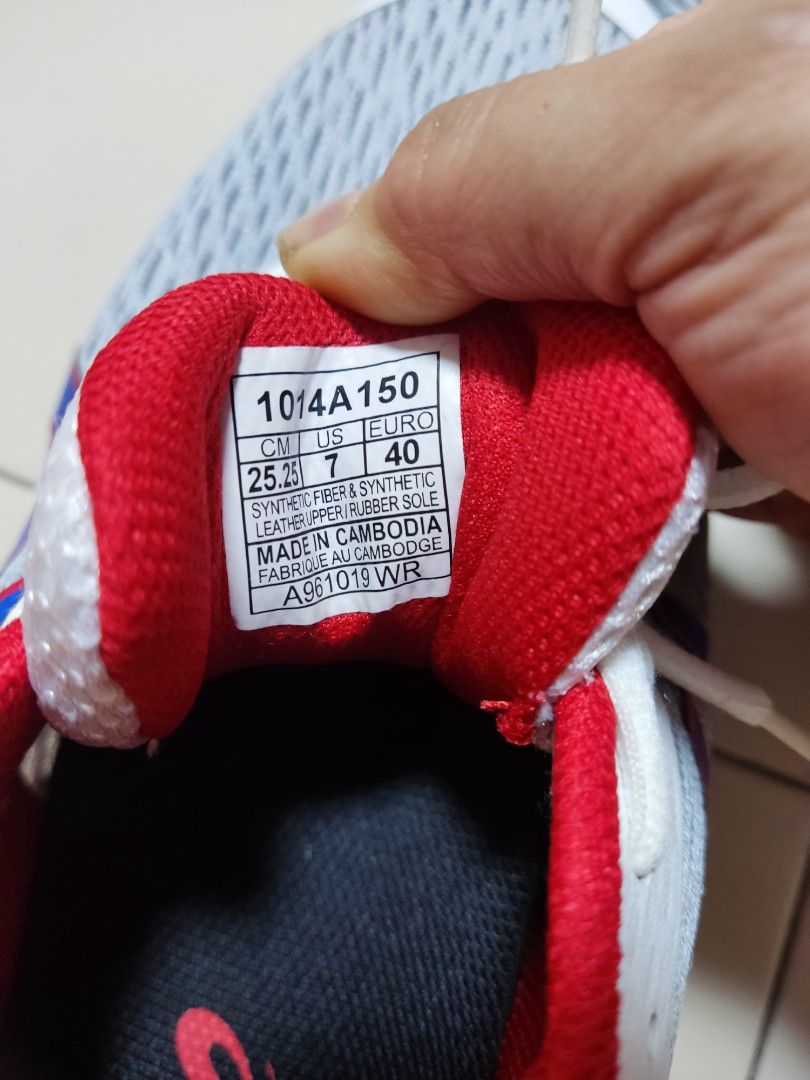 1014A150
CM US EURO
25.25 7 40
SYNTHETIC FIBER & SYNTHETIC
LEATHER UPPER / RUBBER SOLE
MADE IN CAMBODIA
FABRIQUE AU CAMBODGE
A961019 WR